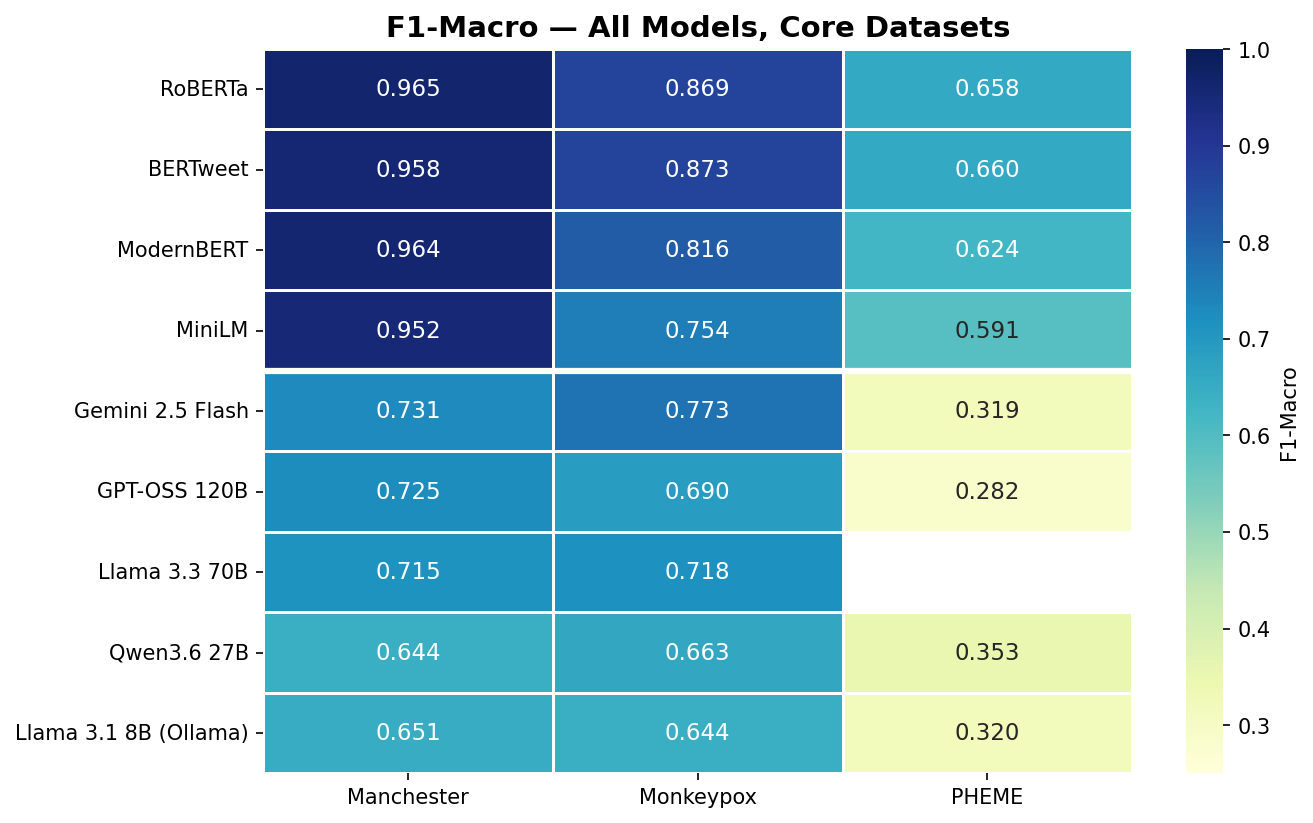 F1-Macro — All Models, Core Datasets
RoBERTa 0.965 0.869 0.658
BERTweet 0.958 0.873 0.660
ModernBERT 0.964 0.816 0.624
MiniLM 0.952 0.754 0.591
Gemini 2.5 Flash 0.731 0.773 0.319
GPT-OSS 120B 0.725 0.690 0.282
Llama 3.3 70B 0.715 0.718
Qwen3.6 27B 0.644 0.663 0.353
Llama 3.1 8B (Ollama) 0.651 0.644 0.320
Manchester Monkeypox PHEME
1.0
0.9
0.8
0.7
0.6
0.5
0.4
0.3
F1-Macro